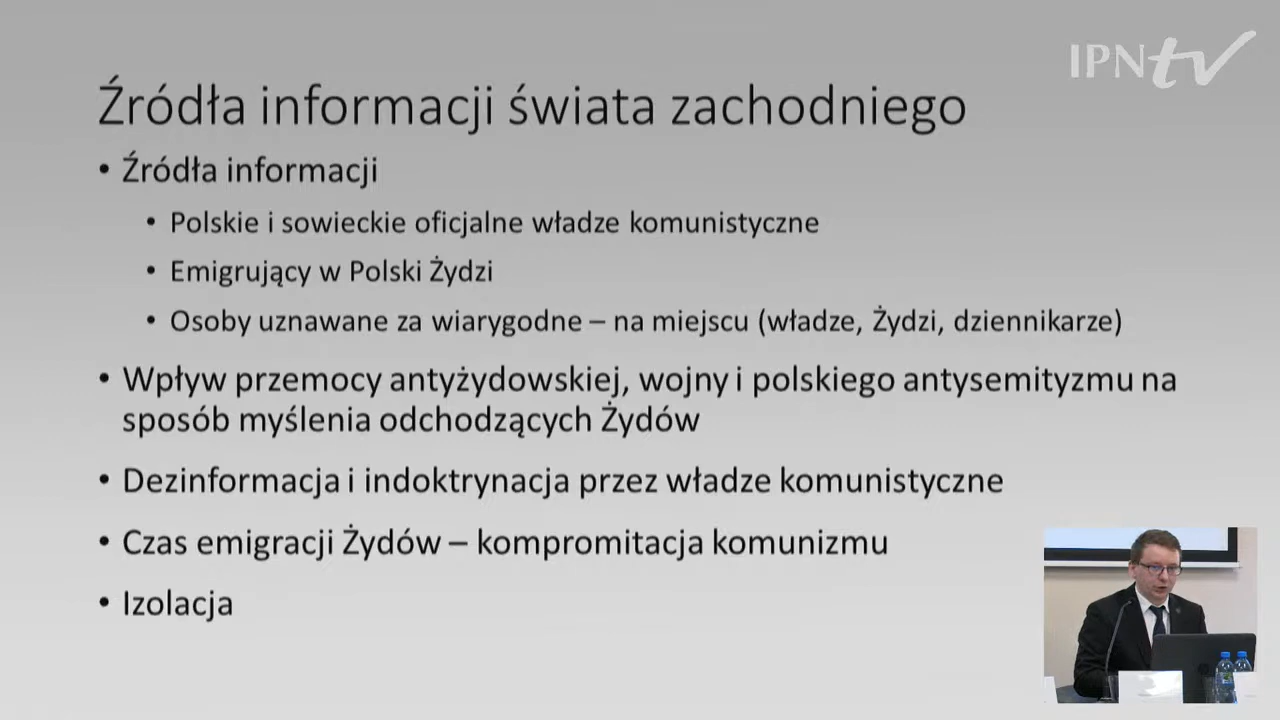 IPNtv
Źródła informacji świata zachodniego
• Źródła informacji
• Polskie i sowieckie oficjalne władze komunistyczne
• Emigrujący w Polski Żydzi
• Osoby uznawane za wiarygodne – na miejscu (władze, Żydzi, dziennikarze)
• Wpływ przemocy antyżydowskiej, wojny i polskiego antysemityzmu na
sposób myślenia odchodzących Żydów
• Dezinformacja i indoktrynacja przez władze komunistyczne
• Czas emigracji Żydów – kompromitacja komunizmu
• Izolacja